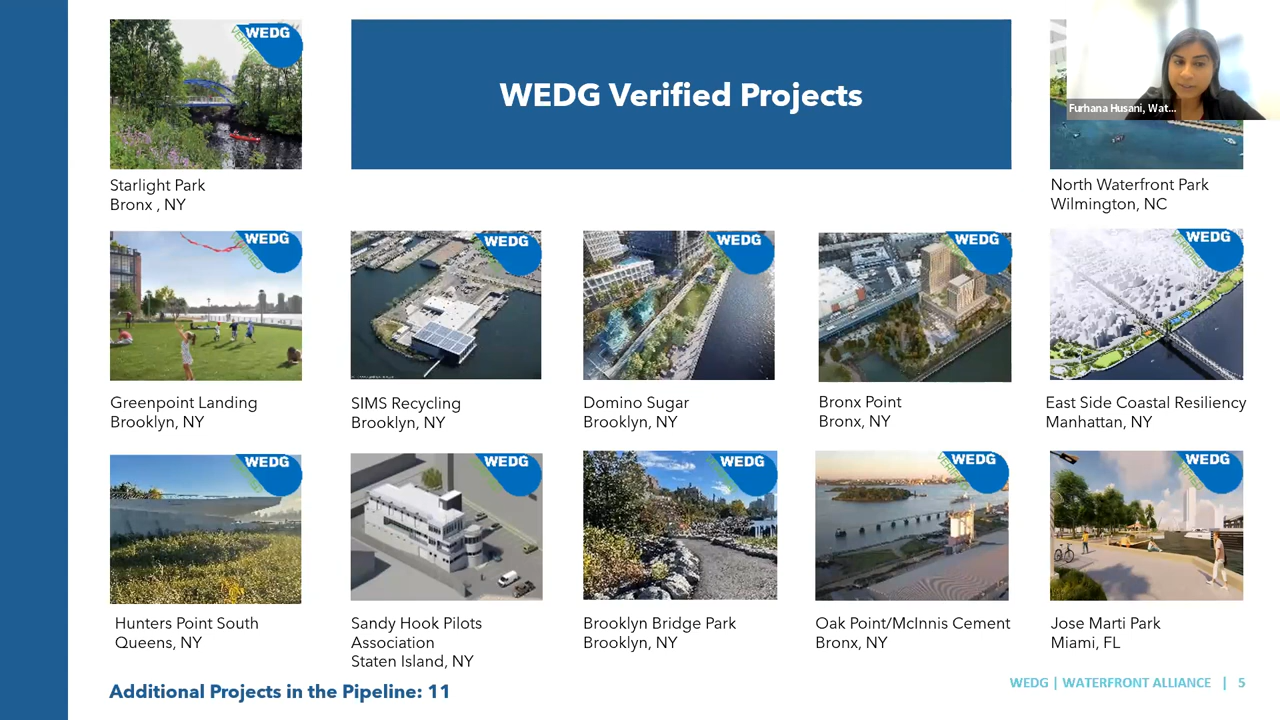 WEDG
VERIFIED
WEDG Verified Projects
Furhana Husani, Wat...
Starlight Park
Bronx , NY
North Waterfront Park
Wilmington, NC
WEDG
VERIFIED
WEDG
WEDG
WEDG
WEDG
Greenpoint Landing
Brooklyn, NY
SIMS Recycling
Brooklyn, NY
Domino Sugar
Brooklyn, NY
Bronx Point
Bronx, NY
East Side Coastal Resiliency
Manhattan, NY
WEDG
WEDG
WEDG
WEDG
WEDG
Hunters Point South
Queens, NY
Sandy Hook Pilots
Association
Staten Island, NY
Brooklyn Bridge Park
Brooklyn, NY
Oak Point/McInnis Cement
Bronx, NY
Jose Marti Park
Miami, FL
Additional Projects in the Pipeline: 11
WEDG | WATERFRONT ALLIANCE | 5